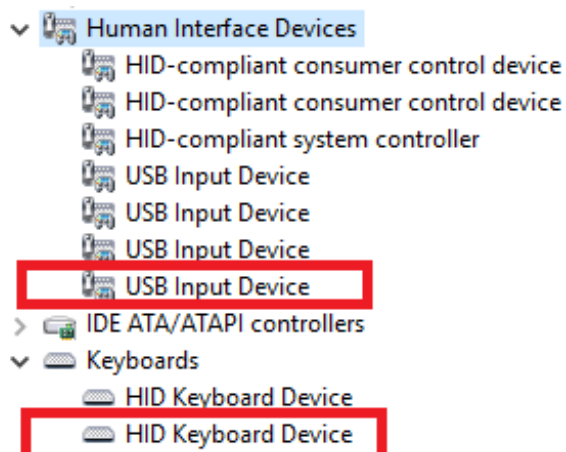 Human Interface Devices
HID-compliant consumer control device
HID-compliant consumer control device
HID-compliant system controller
USB Input Device
USB Input Device
USB Input Device
USB Input Device
IDE ATA/ATAPI controllers
Keyboards
HID Keyboard Device
HID Keyboard Device